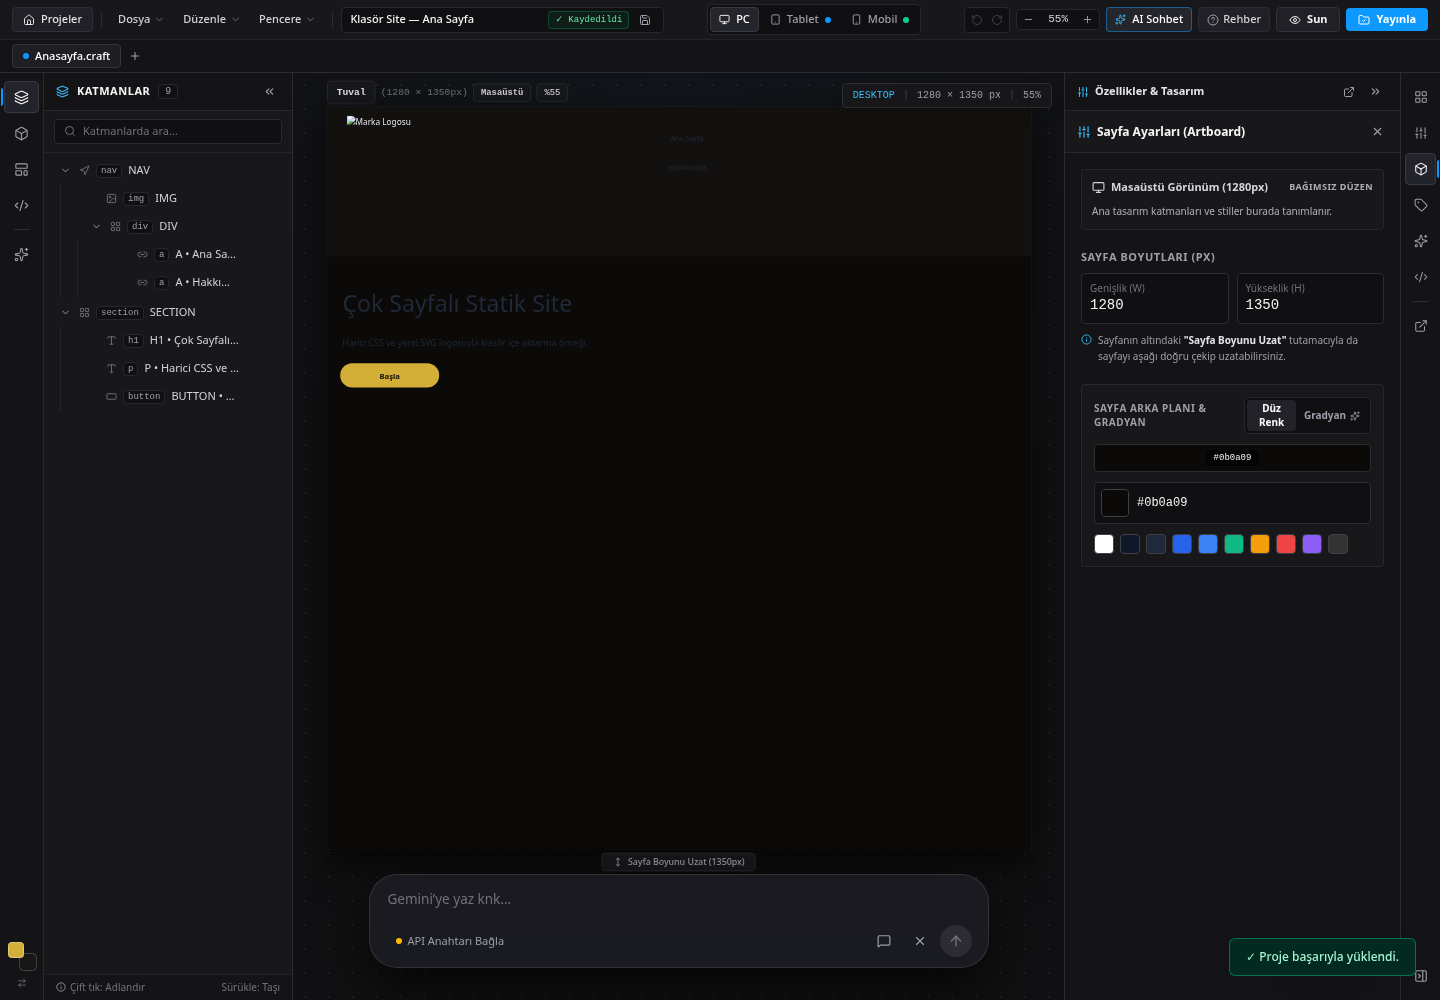 Projeler
Dosya
Düzenle
Pencere
Klasör Site — Ana Sayfa
✓ Kaydedildi
PC
Tablet
Mobil
− 55% +
AI Sohbet
Rehber
Sun
Yayınla
Anasayfa.craft
KATMANLAR 9
Katmanlarda ara...
nav NAV
img IMG
div DIV
a A • Ana Sa...
a A • Hakkı...
section SECTION
h1 H1 • Çok Sayfalı...
p P • Harici CSS ve ...
button BUTTON • ...
Çift tık: Adlandır
Sürükle: Taşı
Tuval (1280 × 1350px) Masaüstü %55
DESKTOP | 1280 × 1350 px | 55%
Marka Logosu
Ana Sayfa
Hakkımızda
Çok Sayfalı Statik Site
Harici CSS ve yerel SVG logosuyla klasör içe aktarma örneği.
Başla
Sayfa Boyunu Uzat (1350px)
Gemini'ye yaz knk...
API Anahtarı Bağla
Özellikler & Tasarım
Sayfa Ayarları (Artboard)
Masaüstü Görünüm (1280px)
BAĞIMSIZ DÜZEN
Ana tasarım katmanları ve stiller burada tanımlanır.
SAYFA BOYUTLARI (PX)
Genişlik (W)
1280
Yükseklik (H)
1350
Sayfanın altındaki "Sayfa Boyunu Uzat" tutamacıyla da
sayfayı aşağı doğru çekip uzatabilirsiniz.
SAYFA ARKA PLANI &
GRADYAN
Düz
Renk
Gradyan
#0b0a09
#0b0a09
✓ Proje başarıyla yüklendi.